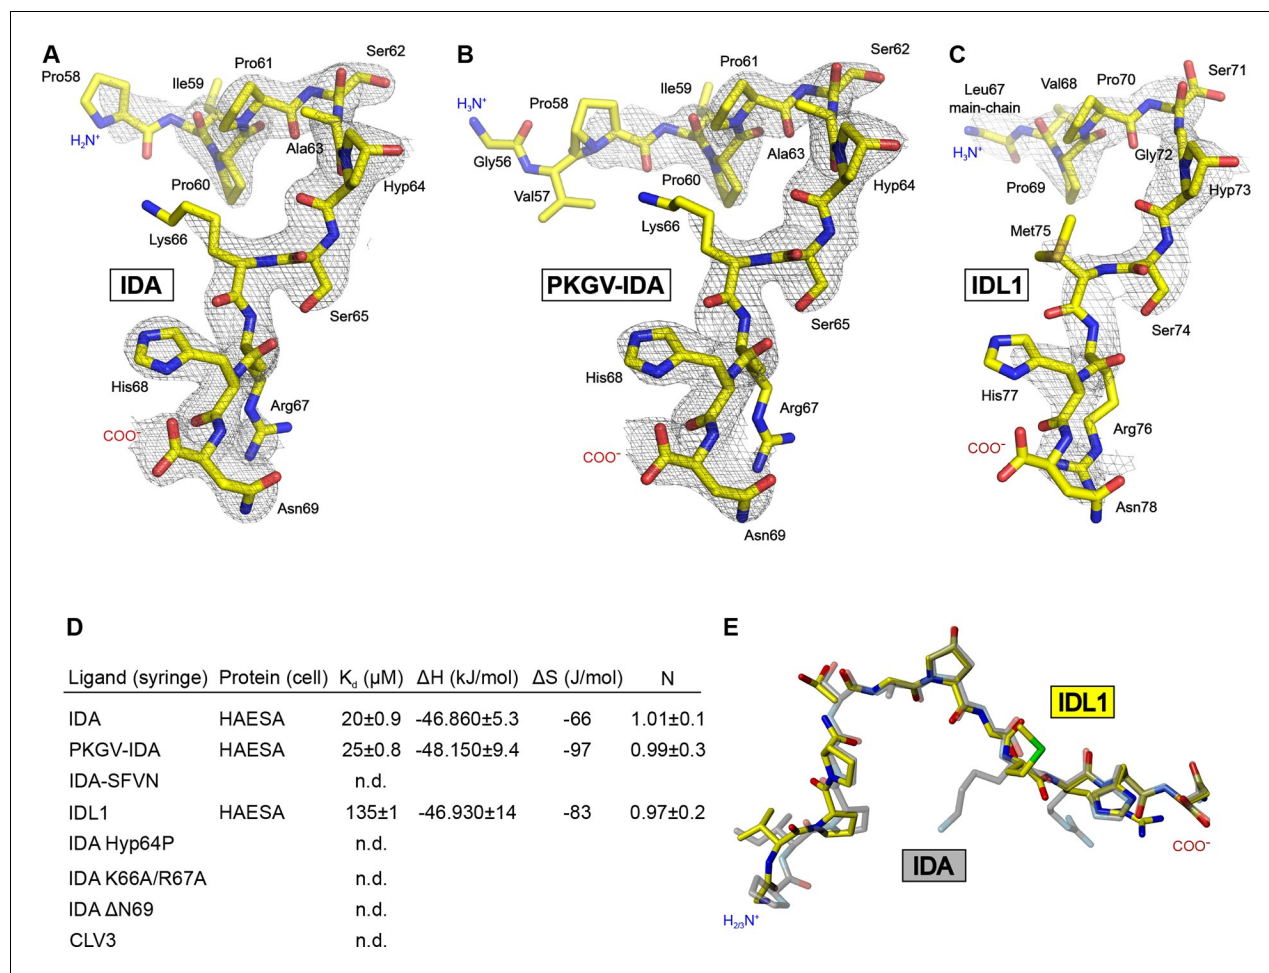 A
Pro58
Ile59
Pro61
Ser62
H₂N⁺
Ala63
Pro60
Hyp64
Lys66
IDA
Ser65
His68
Arg67
COO⁻
Asn69
B
Pro61
Ser62
H₃N⁺
Pro58
Ile59
Gly56
Ala63
Val57
Pro60
Hyp64
Lys66
PKGV-IDA
Ser65
His68
Arg67
COO⁻
Asn69
C
Leu67
main-chain
Val68
Pro70
Ser71
H₃N⁺
Gly72
Pro69
Hyp73
Met75
IDL1
Ser74
His77
Arg76
COO⁻
Asn78
D
Ligand (syringe) Protein (cell) K_d (µM) ΔH (kJ/mol) ΔS (J/mol) N
IDA HAESA 20±0.9 -46.860±5.3 -66 1.01±0.1
PKGV-IDA HAESA 25±0.8 -48.150±9.4 -97 0.99±0.3
IDA-SFVN n.d.
IDL1 HAESA 135±1 -46.930±14 -83 0.97±0.2
IDA Hyp64P n.d.
IDA K66A/R67A n.d.
IDA ΔN69 n.d.
CLV3 n.d.
E
IDL1
IDA
COO⁻
H₂/₃N⁺